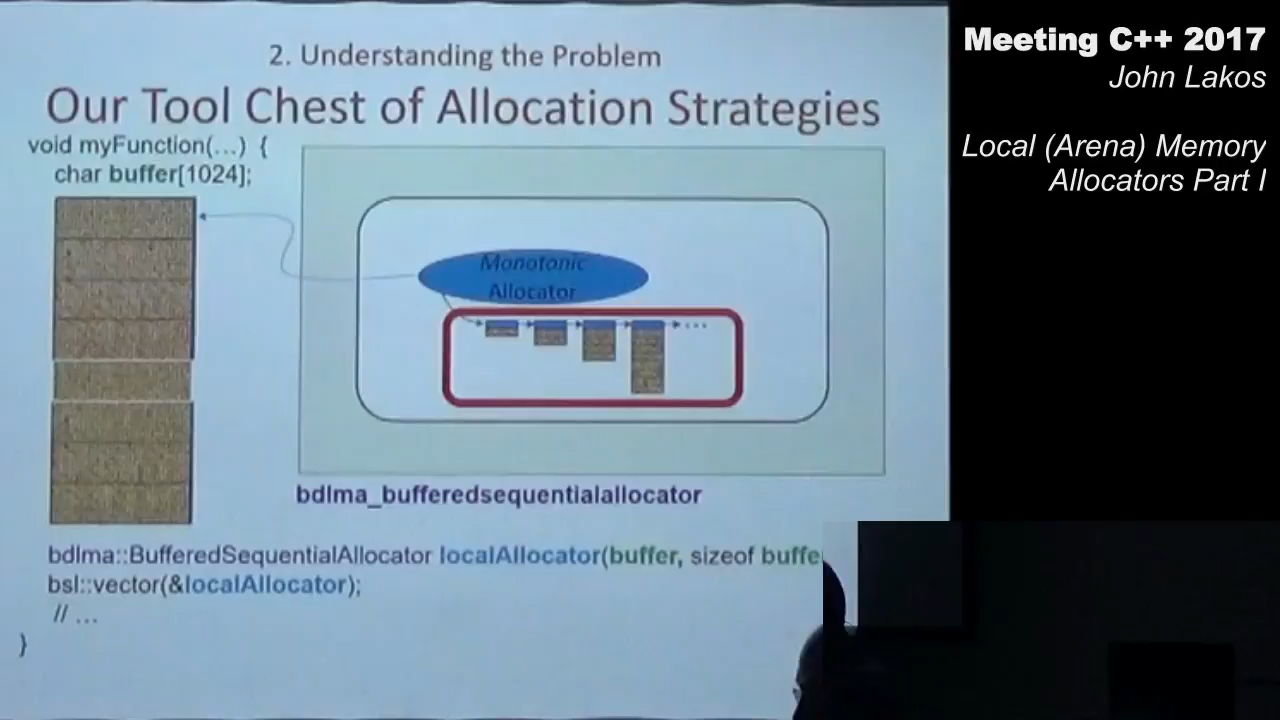 2. Understanding the Problem
Our Tool Chest of Allocation Strategies
void myFunction(...) {
char buffer[1024];
Monotonic
Allocator
bdlma_bufferedsequentialallocator
bdlma::BufferedSequentialAllocator localAllocator(buffer, sizeof buffe
bsl::vector(&localAllocator);
// ...
}
Meeting C++ 2017
John Lakos
Local (Arena) Memory
Allocators Part I